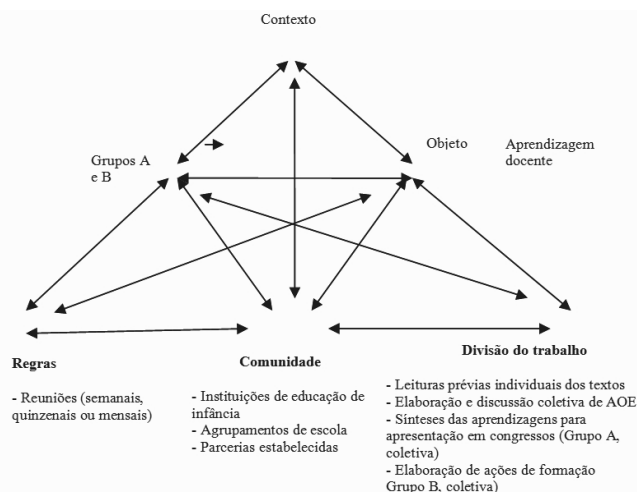 Contexto
Grupos A
e B
Objeto
Aprendizagem
docente
Regras
- Reuniões (semanais,
quinzenais ou mensais)
Comunidade
- Instituições de educação de
infância
- Agrupamentos de escola
- Parcerias estabelecidas
Divisão do trabalho
- Leituras prévias individuais dos textos
- Elaboração e discussão coletiva de AOE
- Sínteses das aprendizagens para
apresentação em congressos (Grupo A,
coletiva)
- Elaboração de ações de formação
Grupo B, coletiva)